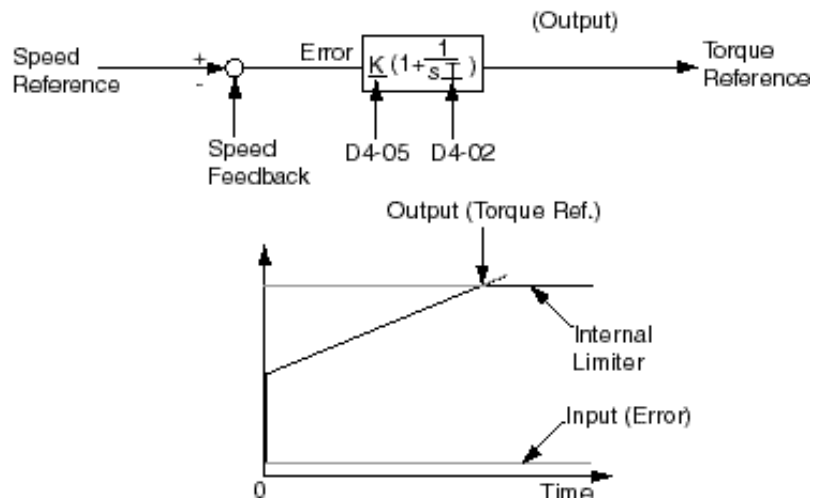 (Output)
Speed
Reference
+
-
Error
K(1+1/sT)
Torque
Reference
Speed
Feedback
D4-05
D4-02
Output (Torque Ref.)
Internal
Limiter
Input (Error)
0
Time